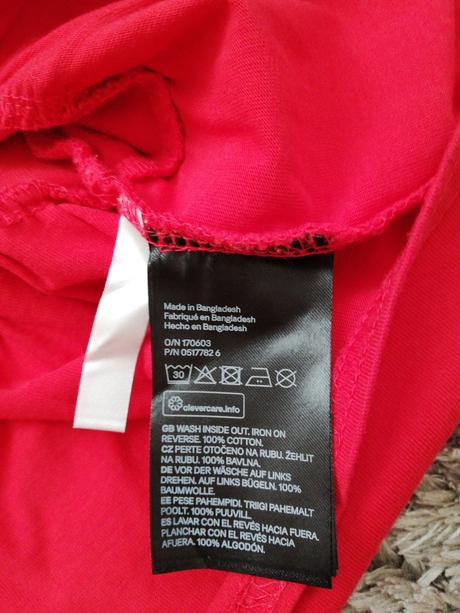 Made in Bangladesh
Fabriqué en Bangladesh
Hecho en Bangladesh
O/N 170603
P/N 0517782 6
30
clevercare.info
GB WASH INSIDE OUT. IRON ON
REVERSE. 100% COTTON.
CZ PERTE OTOČENO NA RUBU. ŽEHLIT
NA RUBU. 100% BAVLNA.
DE VOR DER WÄSCHE AUF LINKS
DREHEN. AUF LINKS BÜGELN. 100%
BAUMWOLLE.
EE PESE PAHEMPIDI. TRIIGI PAHEMALT
POOLT. 100% PUUVILL.
ES LAVAR CON EL REVÉS HACIA FUERA.
PLANCHAR CON EL REVÉS HACIA
AFUERA. 100% ALGODÓN.